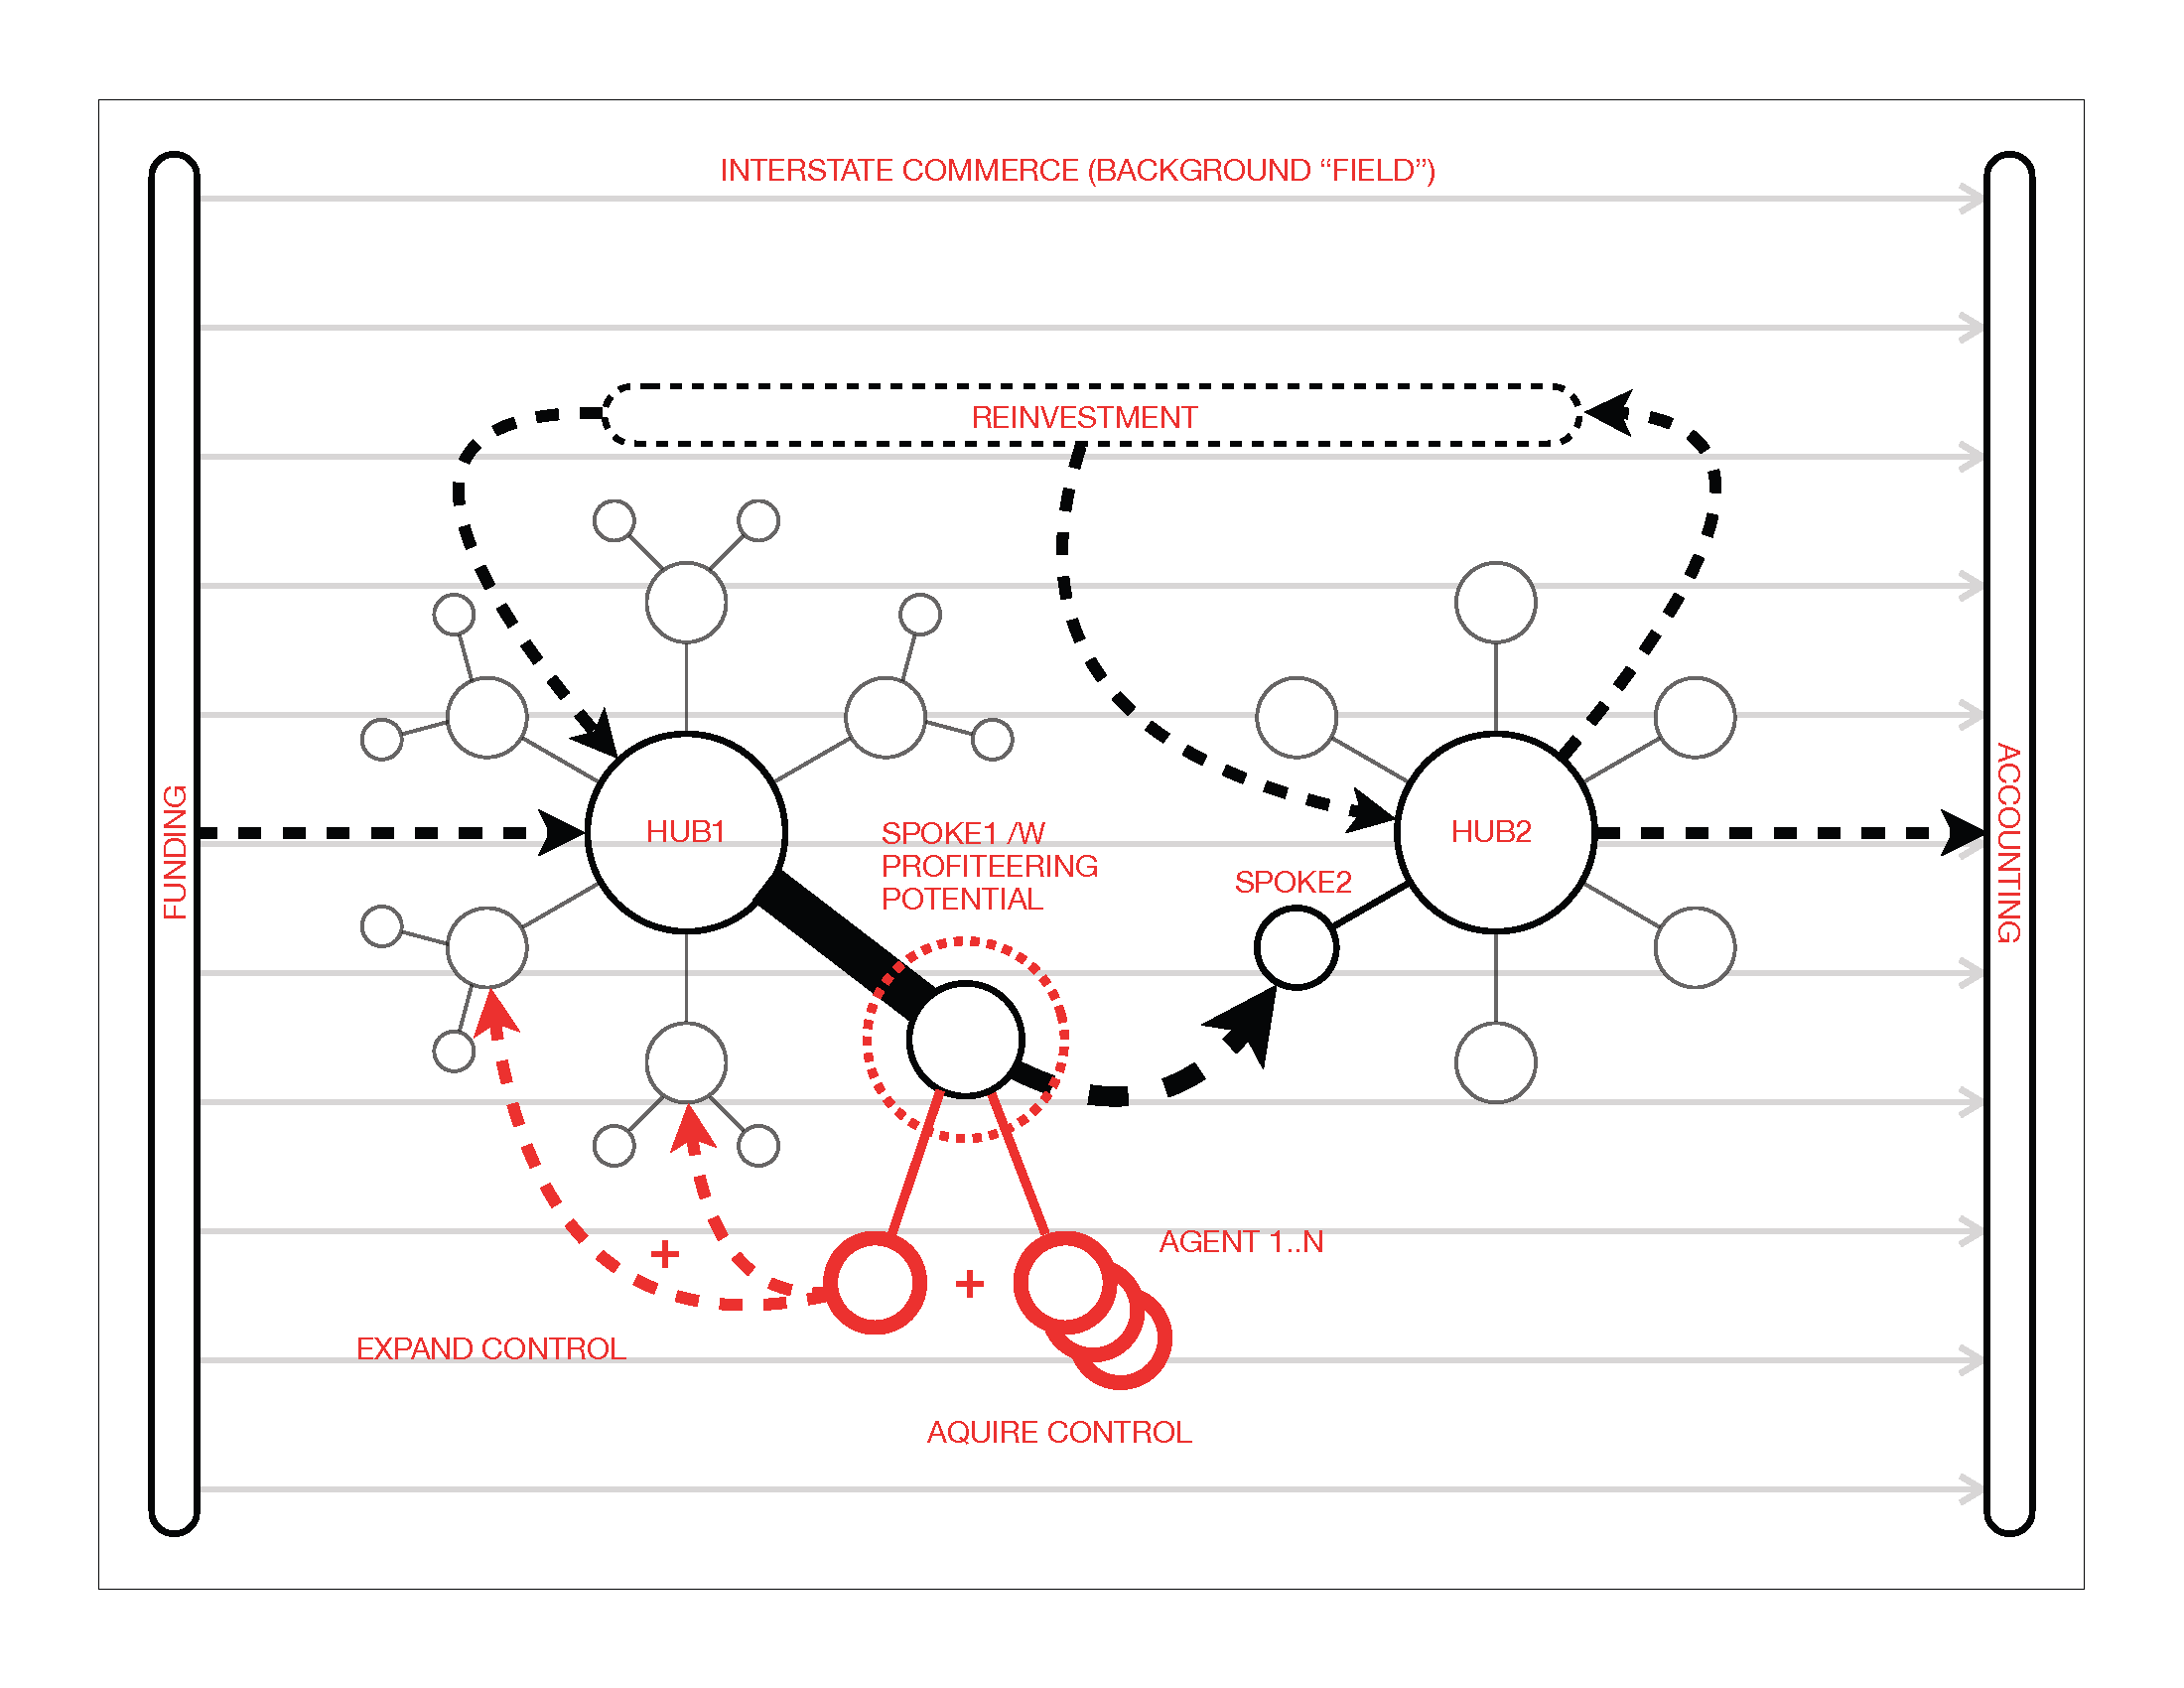 INTERSTATE COMMERCE (BACKGROUND “FIELD”)
REINVESTMENT
FUNDING
HUB1
SPOKE1 /W
PROFITEERING
POTENTIAL
SPOKE2
HUB2
ACCOUNTING
+
+
AGENT 1..N
EXPAND CONTROL
AQUIRE CONTROL